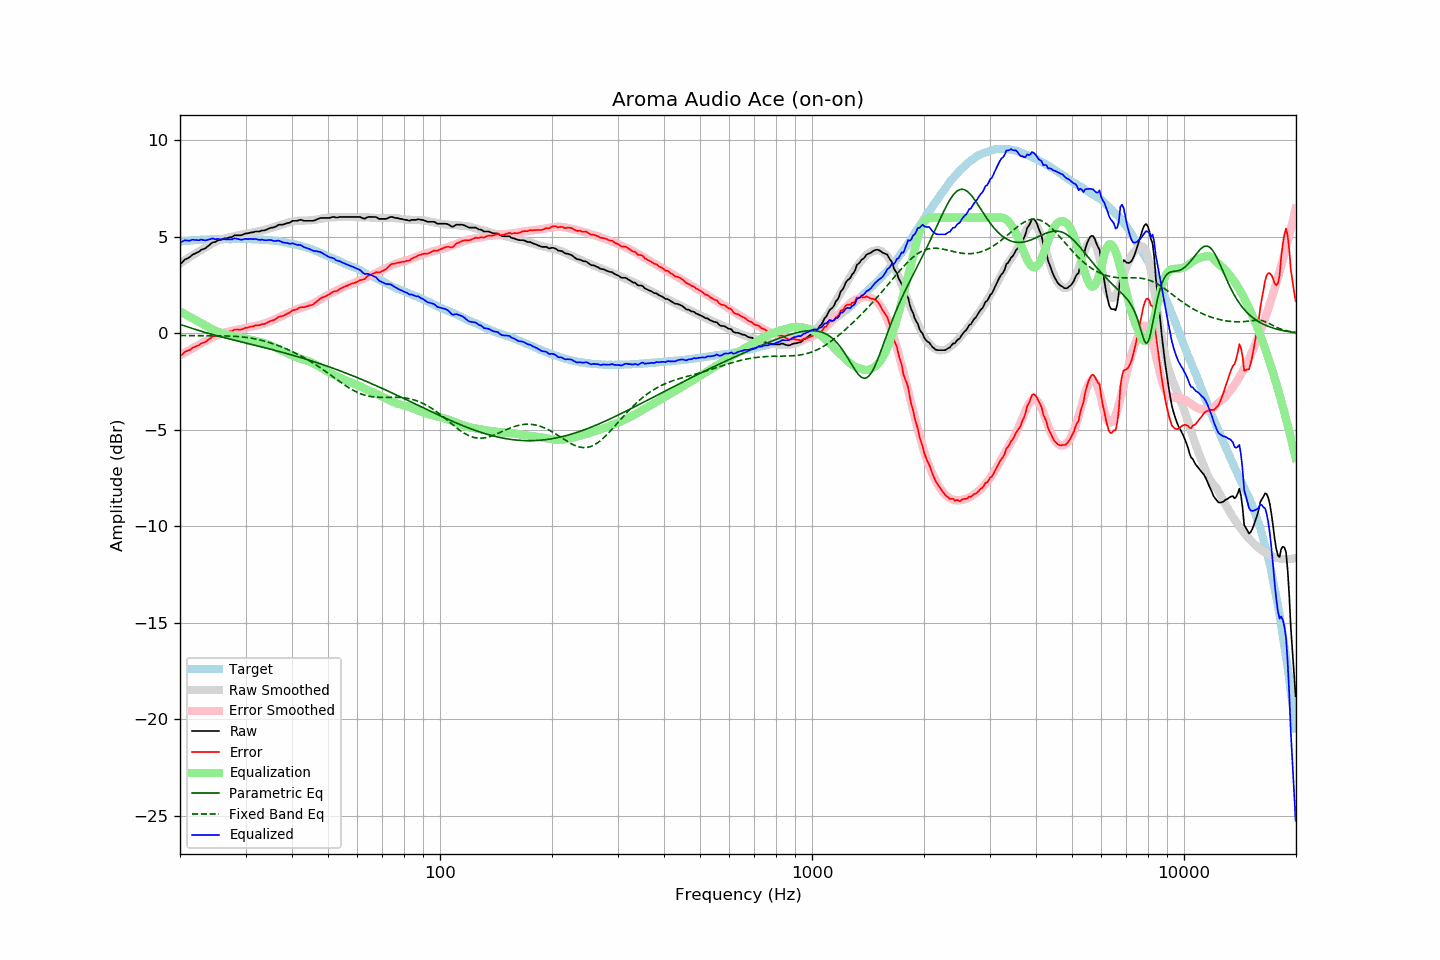 Aroma Audio Ace (on-on)
10
5
0
−5
−10
−15
−20
−25
Amplitude (dBr)
Target
Raw Smoothed
Error Smoothed
Raw
Error
Equalization
Parametric Eq
Fixed Band Eq
Equalized
100 1000 10000
Frequency (Hz)